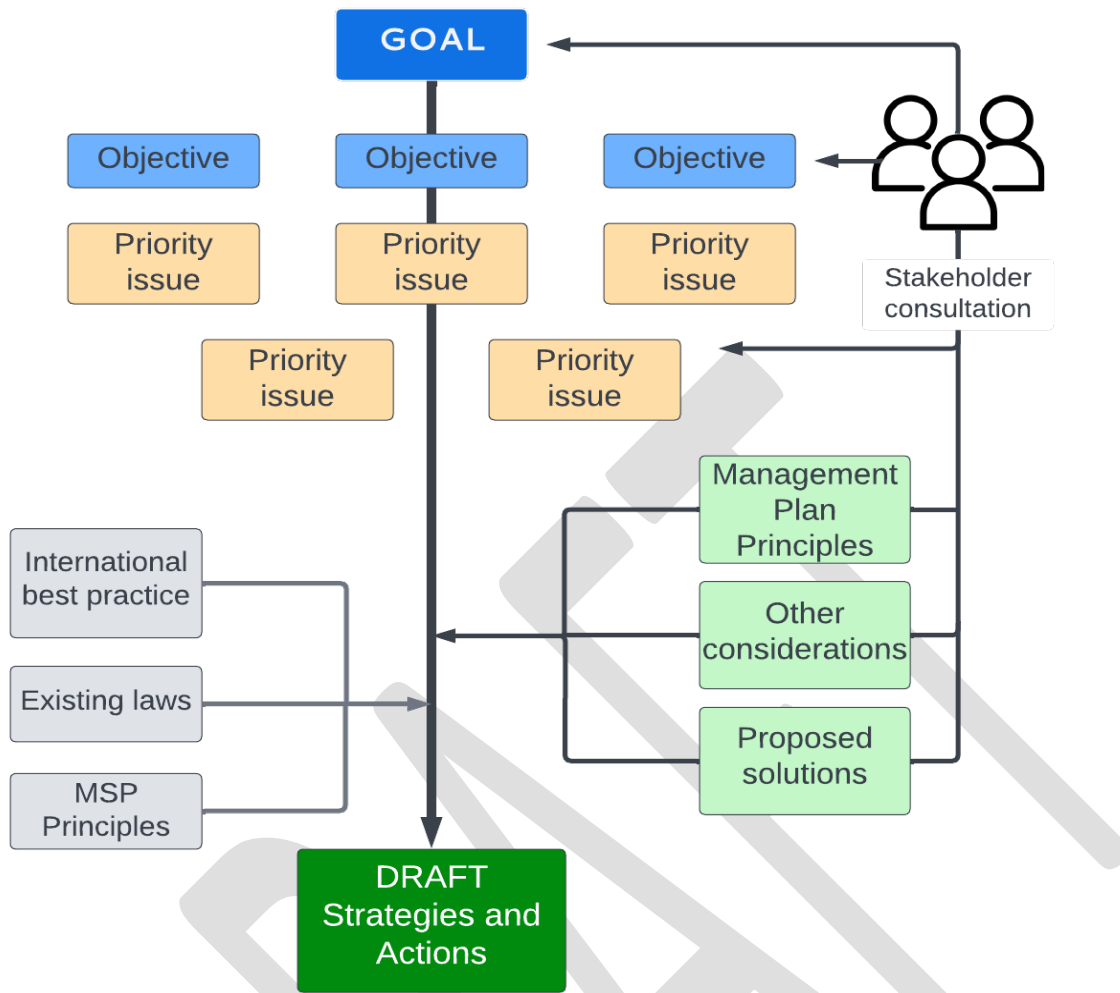 GOAL
Objective
Objective
Objective
Priority
issue
Priority
issue
Priority
issue
Stakeholder
consultation
Priority
issue
Priority
issue
Management
Plan
Principles
International
best practice
Other
considerations
Existing laws
Proposed
solutions
MSP
Principles
DRAFT
Strategies and
Actions